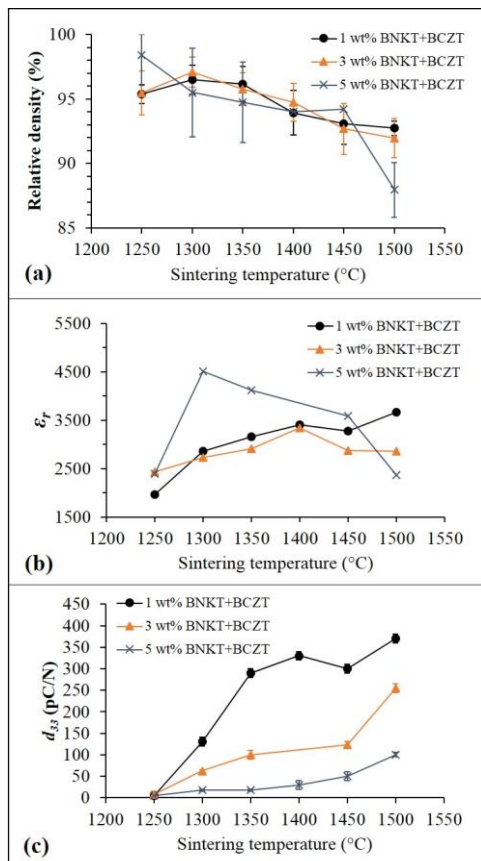 100
95
90
85
Relative density (%)
1 wt% BNKT+BCZT
3 wt% BNKT+BCZT
5 wt% BNKT+BCZT
1200 1250 1300 1350 1400 1450 1500 1550
Sintering temperature (°C)
(a)
5500
4500
3500
2500
1500
εr
1 wt% BNKT+BCZT
3 wt% BNKT+BCZT
5 wt% BNKT+BCZT
1200 1250 1300 1350 1400 1450 1500 1550
Sintering temperature (°C)
(b)
450
400
350
300
250
200
150
100
50
0
d33 (pC/N)
1 wt% BNKT+BCZT
3 wt% BNKT+BCZT
5 wt% BNKT+BCZT
1200 1250 1300 1350 1400 1450 1500 1550
Sintering temperature (°C)
(c)